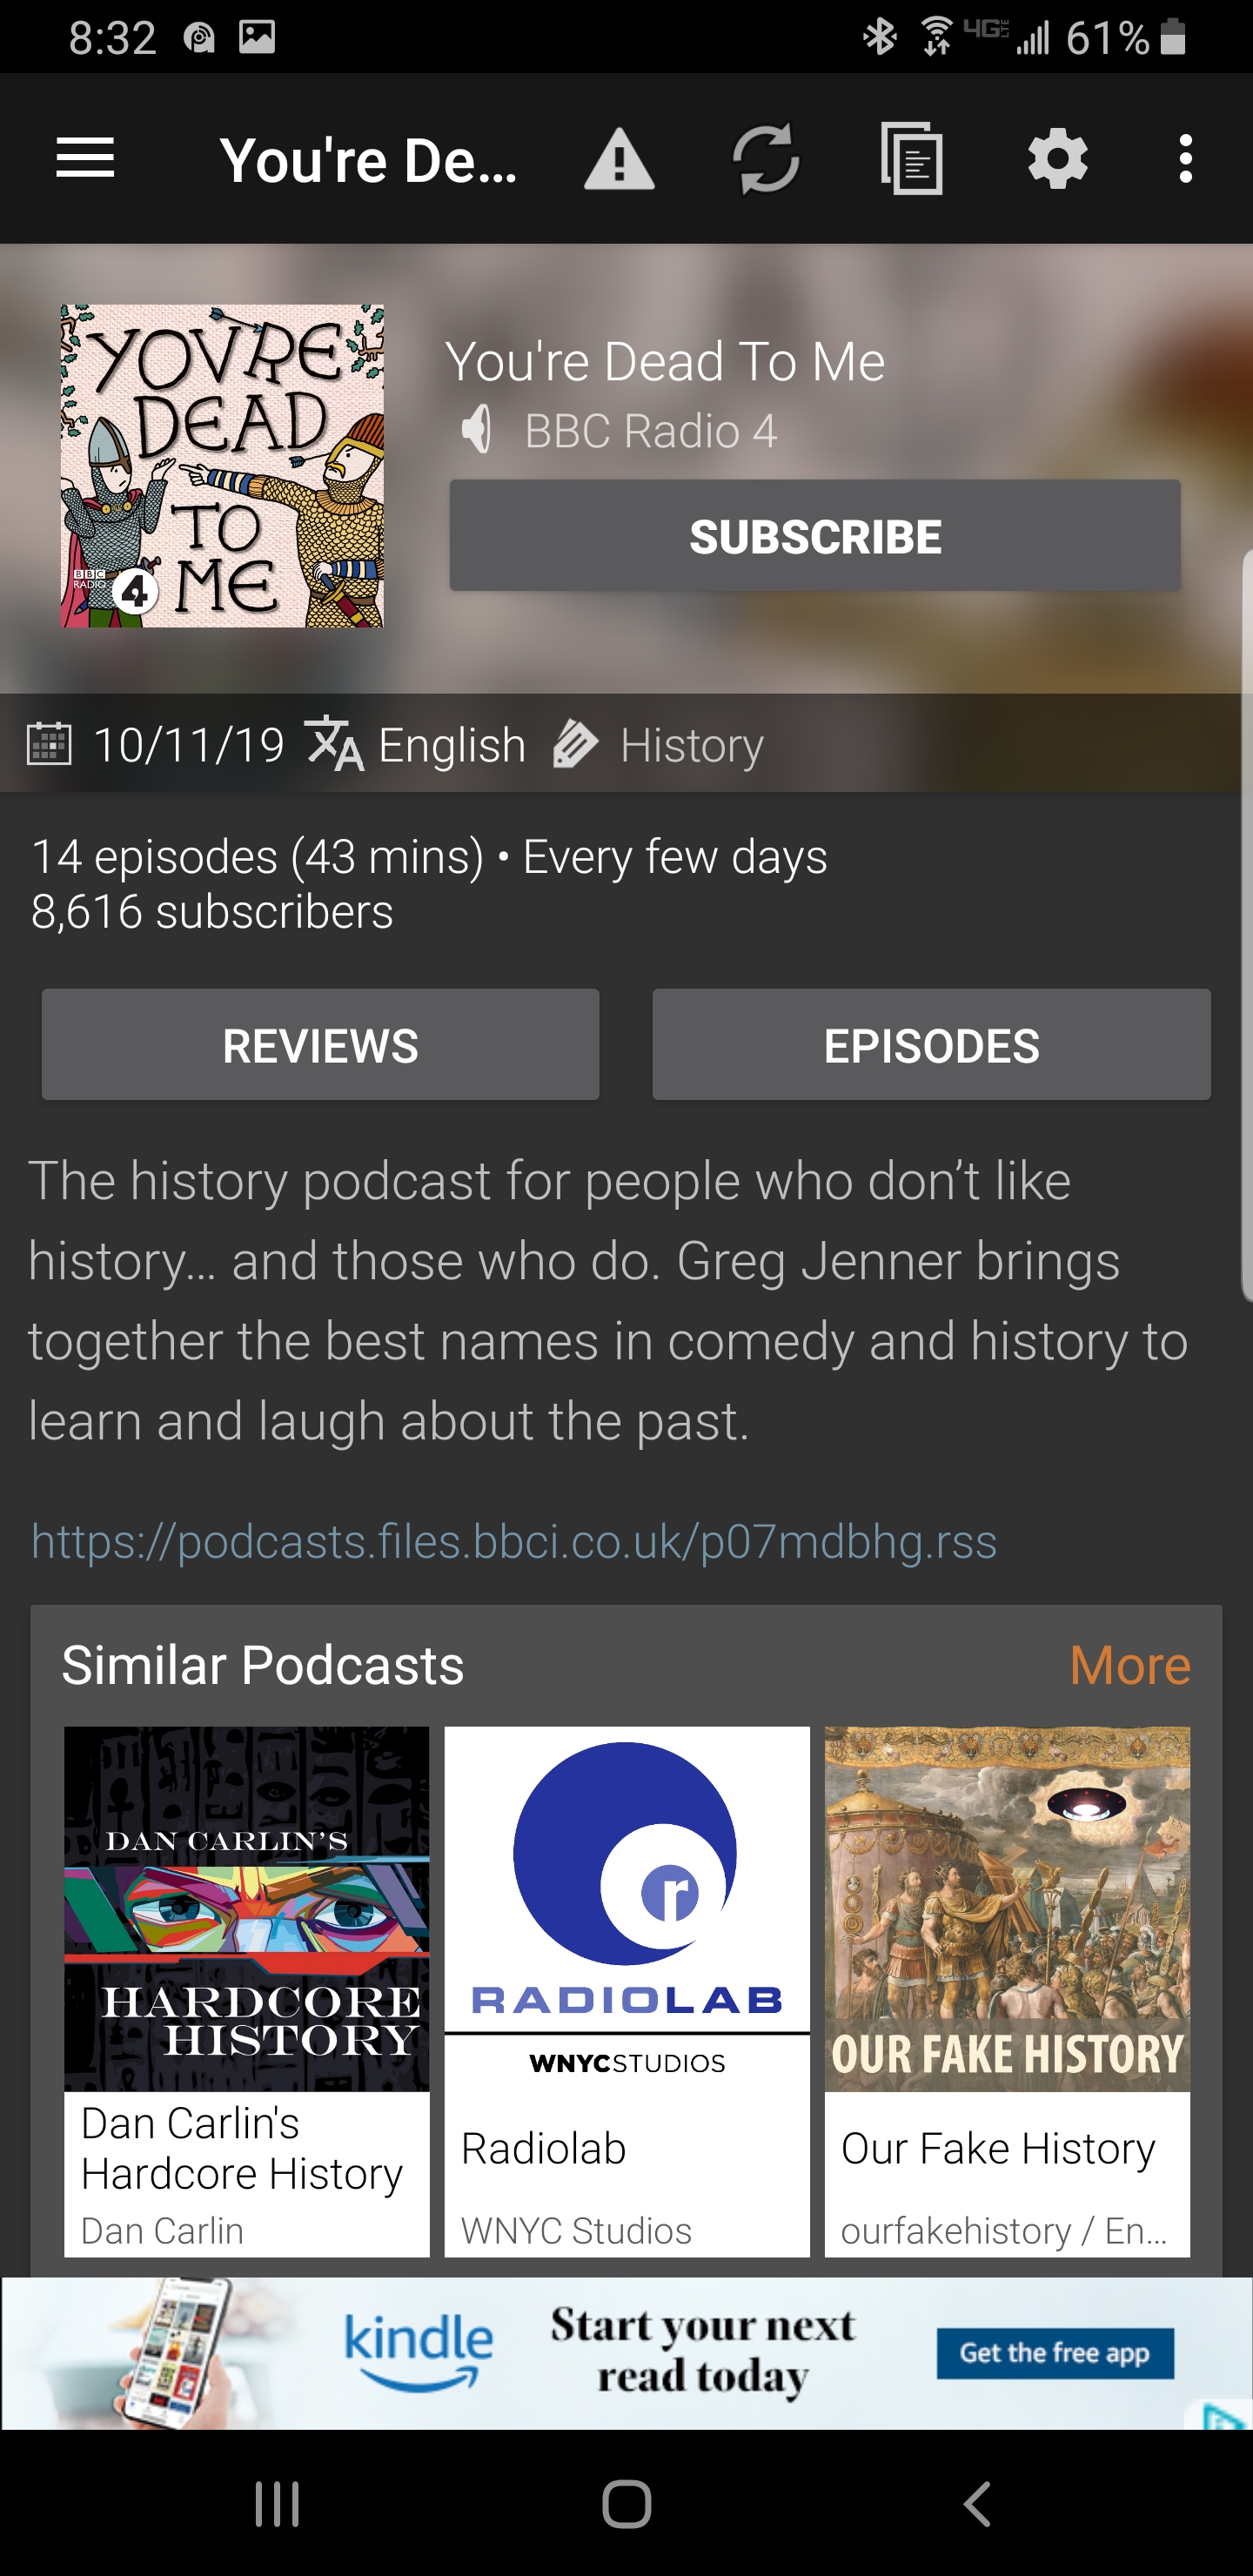 8:32
4G LTE 61%
You're De...
YOVRE
DEAD
TO
ME
BBC
RADIO
4
You're Dead To Me
BBC Radio 4
SUBSCRIBE
10/11/19 English History
14 episodes (43 mins) • Every few days
8,616 subscribers
REVIEWS EPISODES
The history podcast for people who don’t like
history... and those who do. Greg Jenner brings
together the best names in comedy and history to
learn and laugh about the past.
https://podcasts.files.bbci.co.uk/p07mdbhg.rss
Similar Podcasts More
DAN CARLIN'S
HARDCORE
HISTORY
r
RADIOLAB
WNYCSTUDIOS
OUR FAKE HISTORY
Dan Carlin's
Hardcore History
Dan Carlin
Radiolab
WNYC Studios
Our Fake History
ourfakehistory / En...
kindle
Start your next
read today
Get the free app